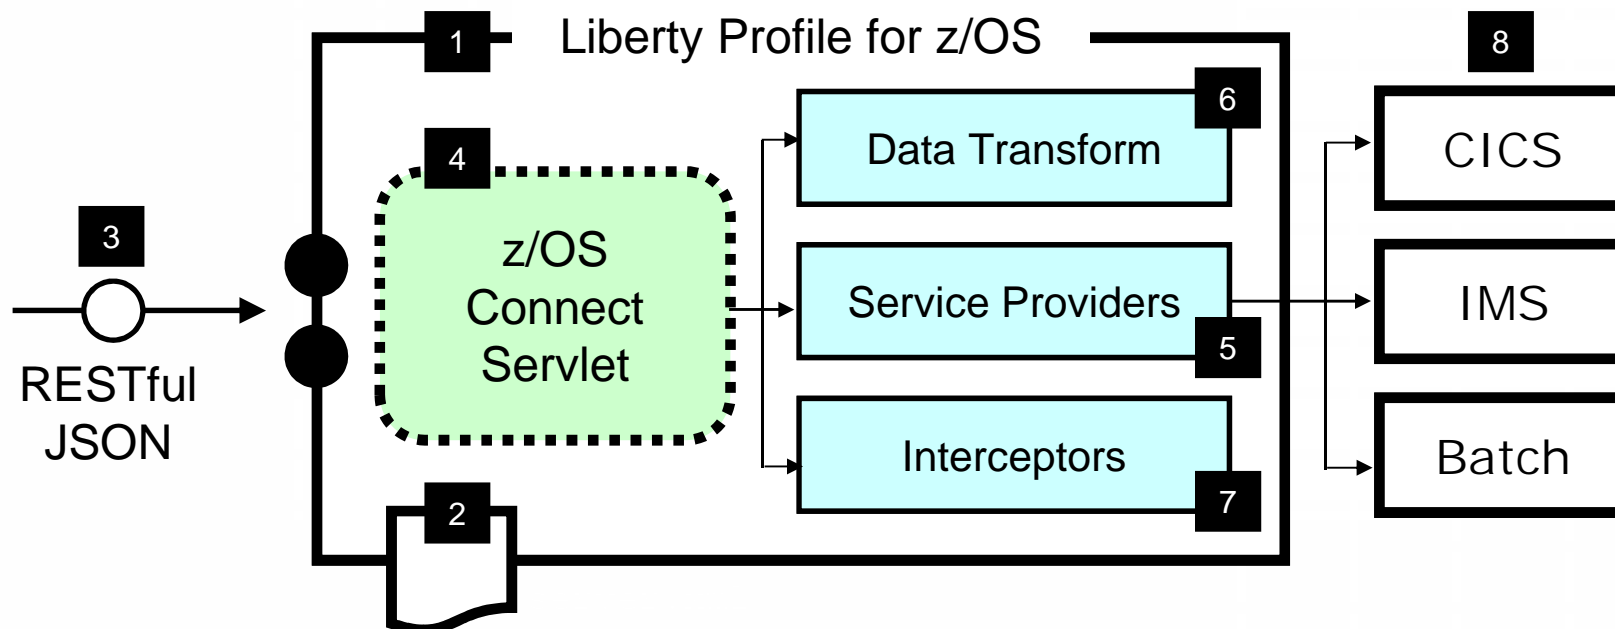 1
Liberty Profile for z/OS
8
6
Data Transform
CICS
4
z/OS
Connect
Servlet
3
RESTful
JSON
Service Providers
5
IMS
Interceptors
7
Batch
2